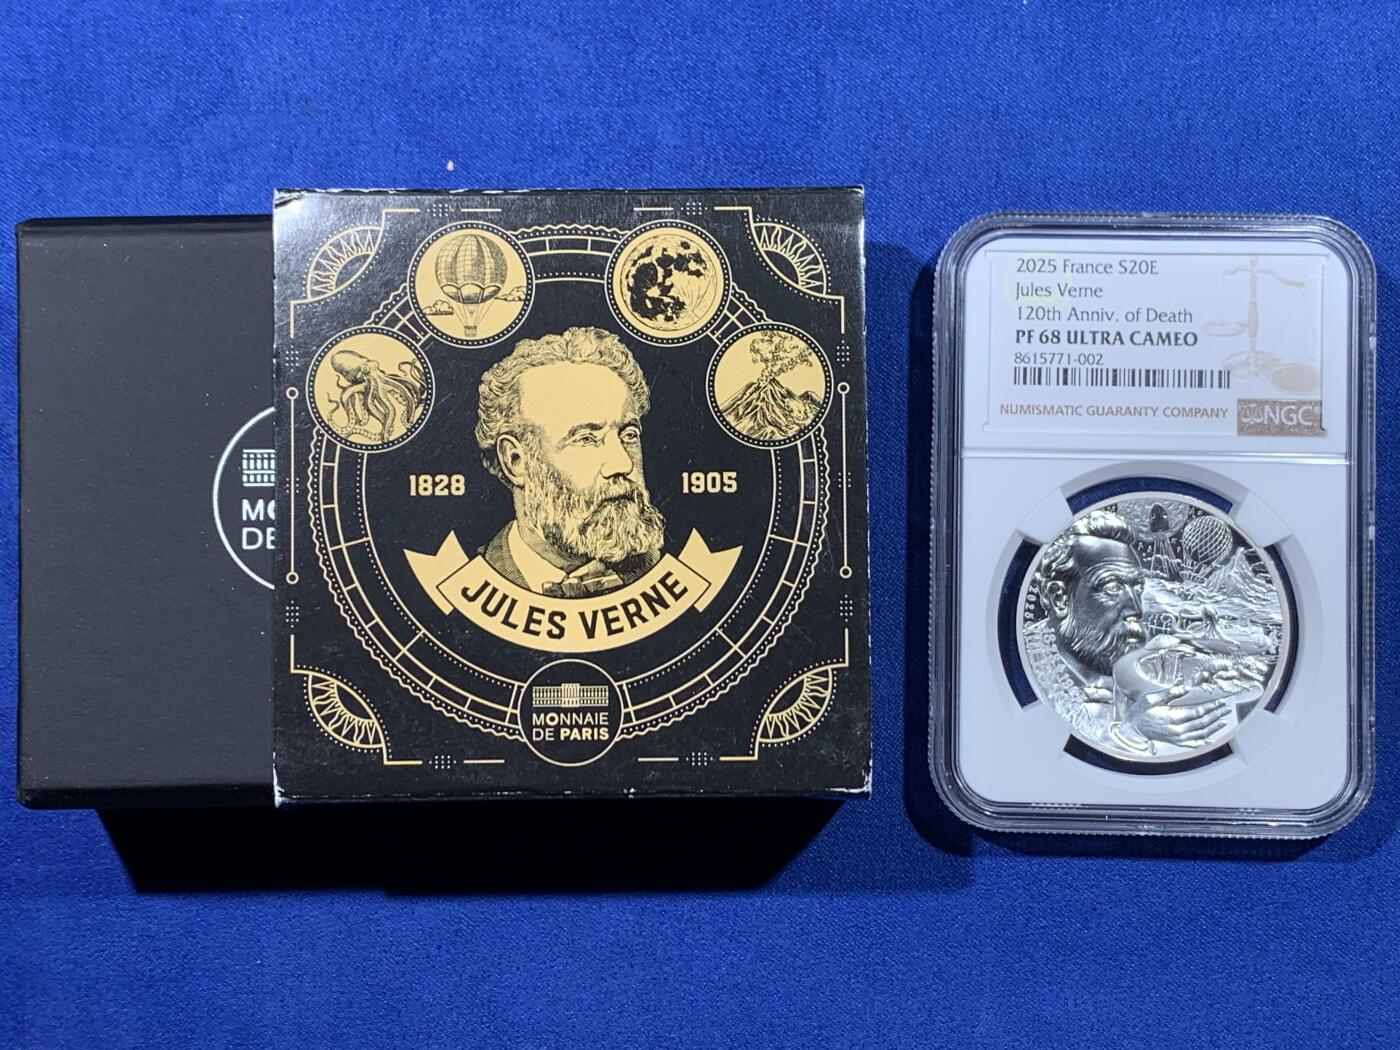 MO
DE
1828
1905
JULES VERNE
MONNAIE
DE PARIS
2025 France S20E
Jules Verne
120th Anniv. of Death
PF 68 ULTRA CAMEO
8615771-002
NUMISMATIC GUARANTY COMPANY
NGC
2025